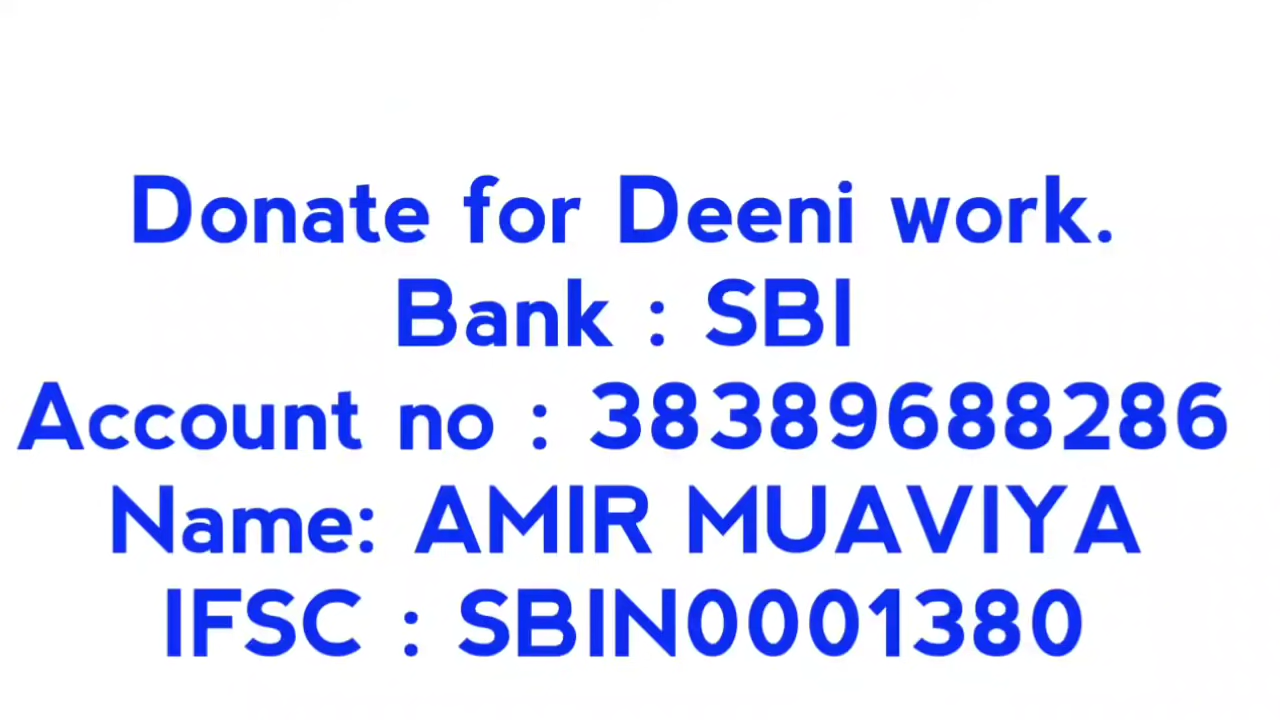 Donate for Deeni work.
Bank : SBI
Account no : 38389688286
Name: AMIR MUAVIYA
IFSC : SBIN0001380